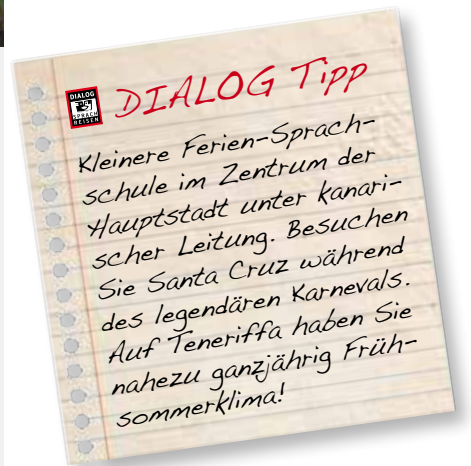 DIALOG
SPRACH
REISEN
DIALOG Tipp
Kleinere Ferien-Sprach-
schule im Zentrum der
Hauptstadt unter kanari-
scher Leitung. Besuchen
Sie Santa Cruz während
des legendären Karnevals.
Auf Teneriffa haben Sie
nahezu ganzjährig Früh-
sommerklima!